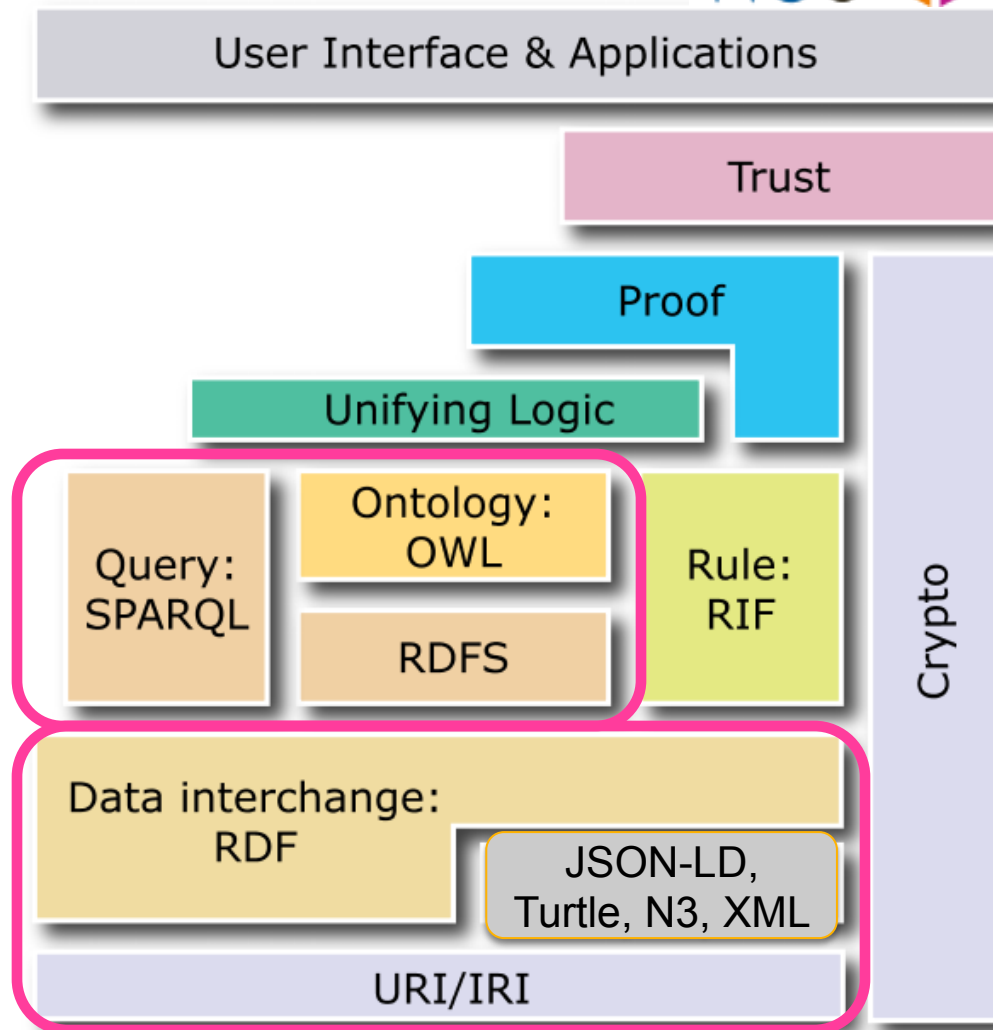 User Interface & Applications
Trust
Proof
Unifying Logic
Query:
SPARQL
Ontology:
OWL
RDFS
Rule:
RIF
Crypto
Data interchange:
RDF
JSON-LD,
Turtle, N3, XML
URI/IRI